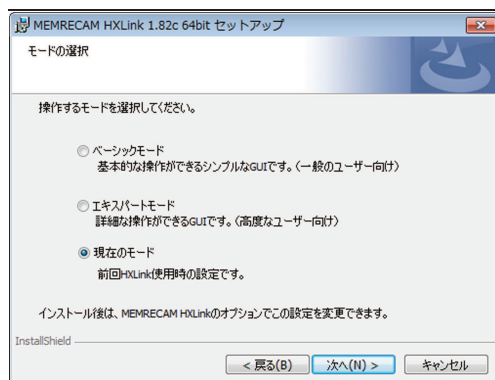 MEMRECAM HXLink 1.82c 64bit セットアップ
モードの選択
操作するモードを選択してください。
ベーシックモード
基本的な操作ができるシンプルなGUIです。(一般のユーザー向け)
エキスパートモード
詳細な操作ができるGUIです。(高度なユーザー向け)
現在のモード
前回HXLink使用時の設定です。
インストール後は、MEMRECAM HXLinkのオプションでこの設定を変更できます。
InstallShield
< 戻る(B) 次へ(N) > キャンセル